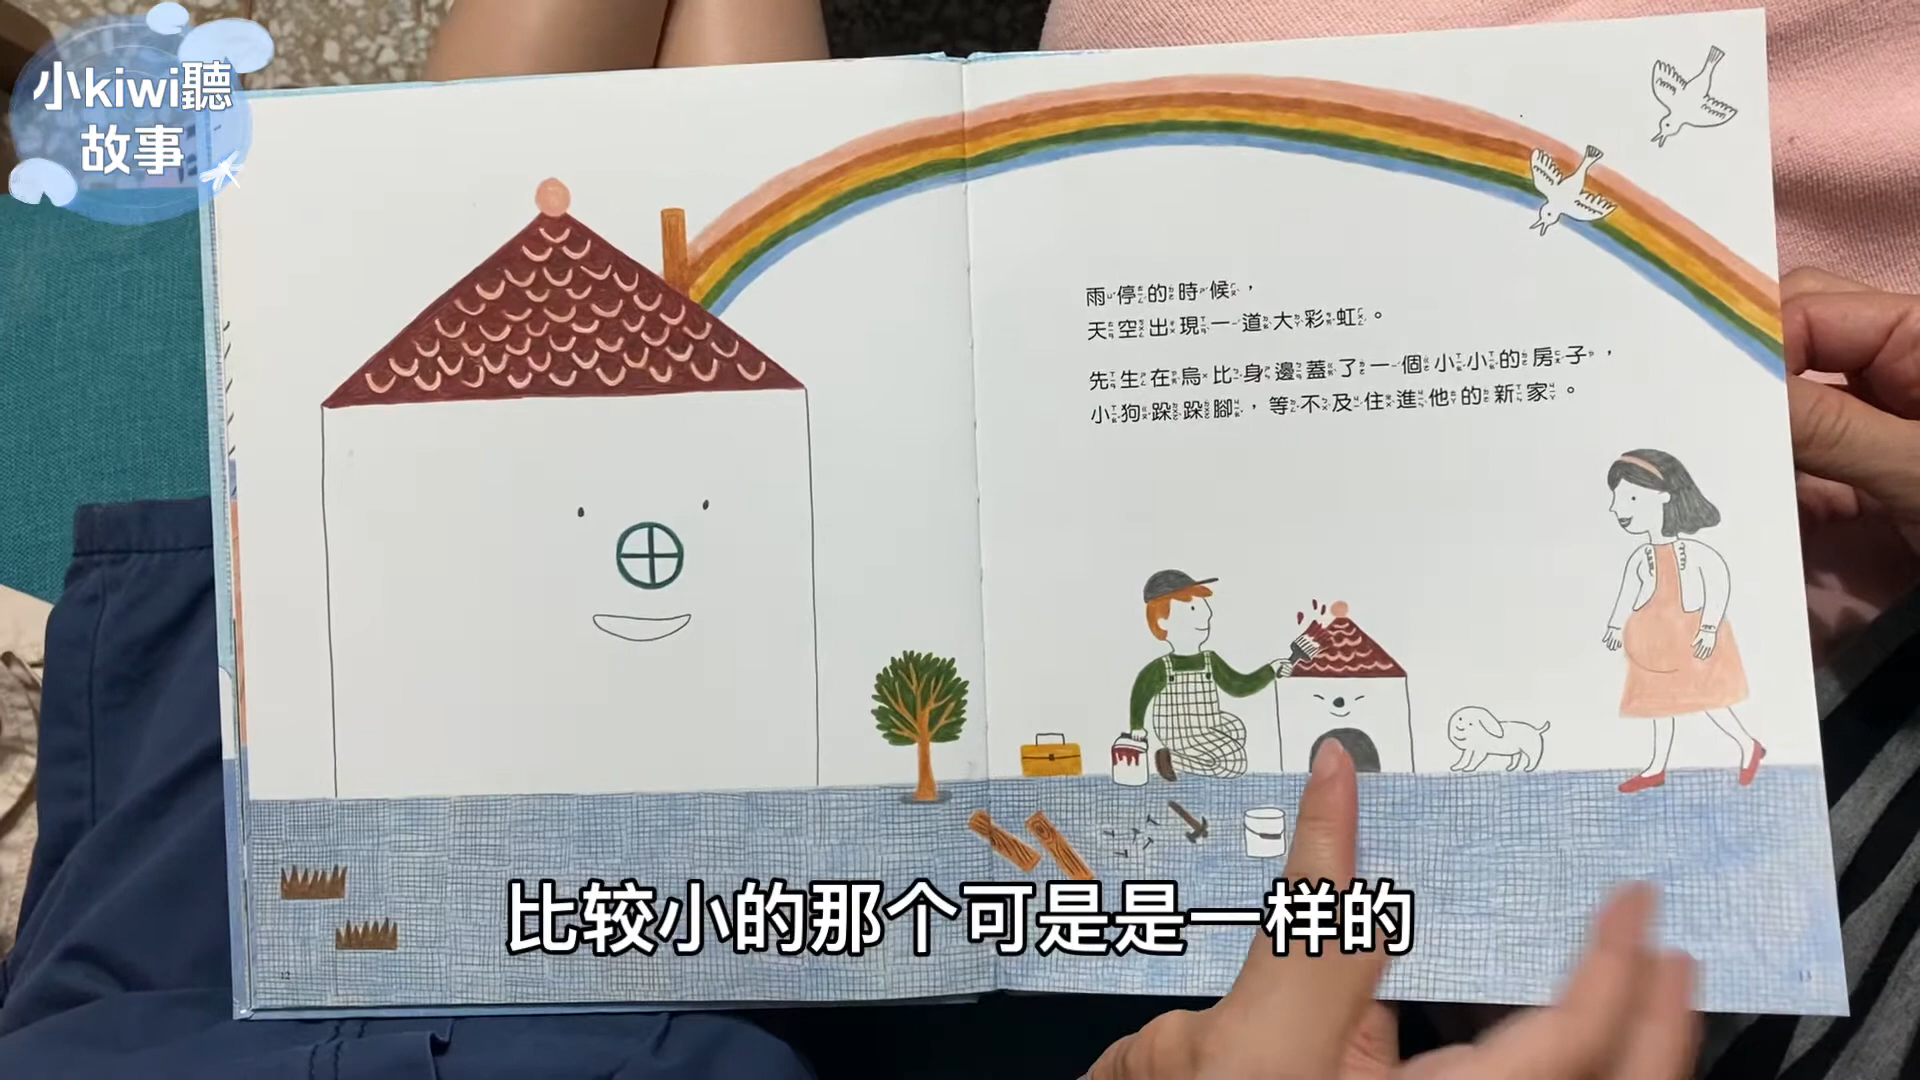 小kiwi聽
故事
雨停的時候，
天空出現一道大彩虹。
先生在烏比身邊蓋了一個小小的房子，
小狗跺跺腳，等不及住進他的新家。
比较小的那个可是是一样的
12
13